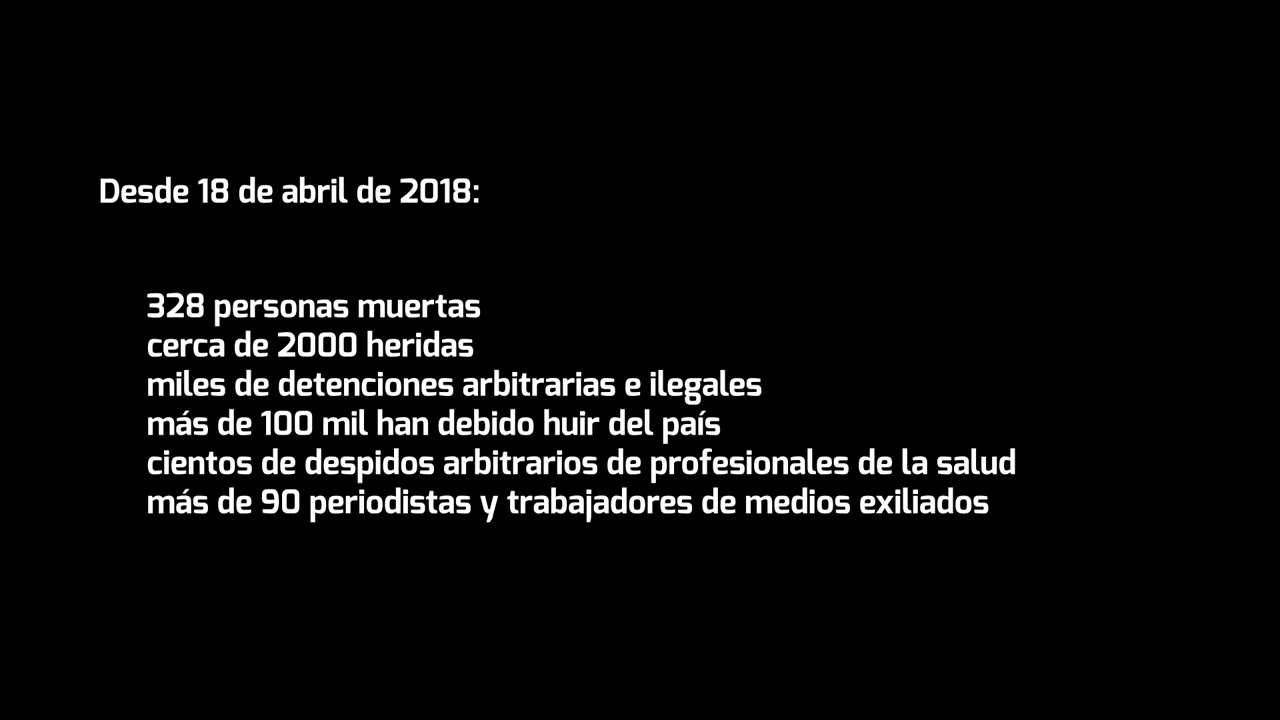 Desde 18 de abril de 2018:
328 personas muertas
cerca de 2000 heridas
miles de detenciones arbitrarias e ilegales
más de 100 mil han debido huir del país
cientos de despidos arbitrarios de profesionales de la salud
más de 90 periodistas y trabajadores de medios exiliados